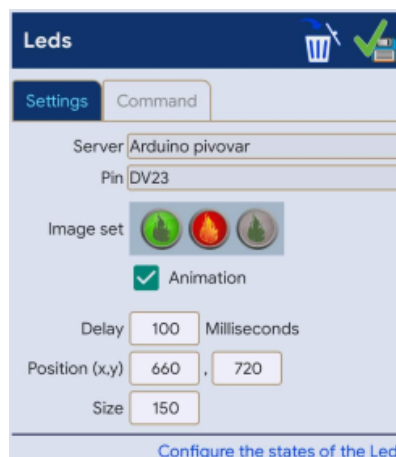 Leds
Settings Command
Server Arduino pivovar
Pin DV23
Image set
Animation
Delay 100 Milliseconds
Position (x,y) 660 , 720
Size 150
Configure the states of the Led